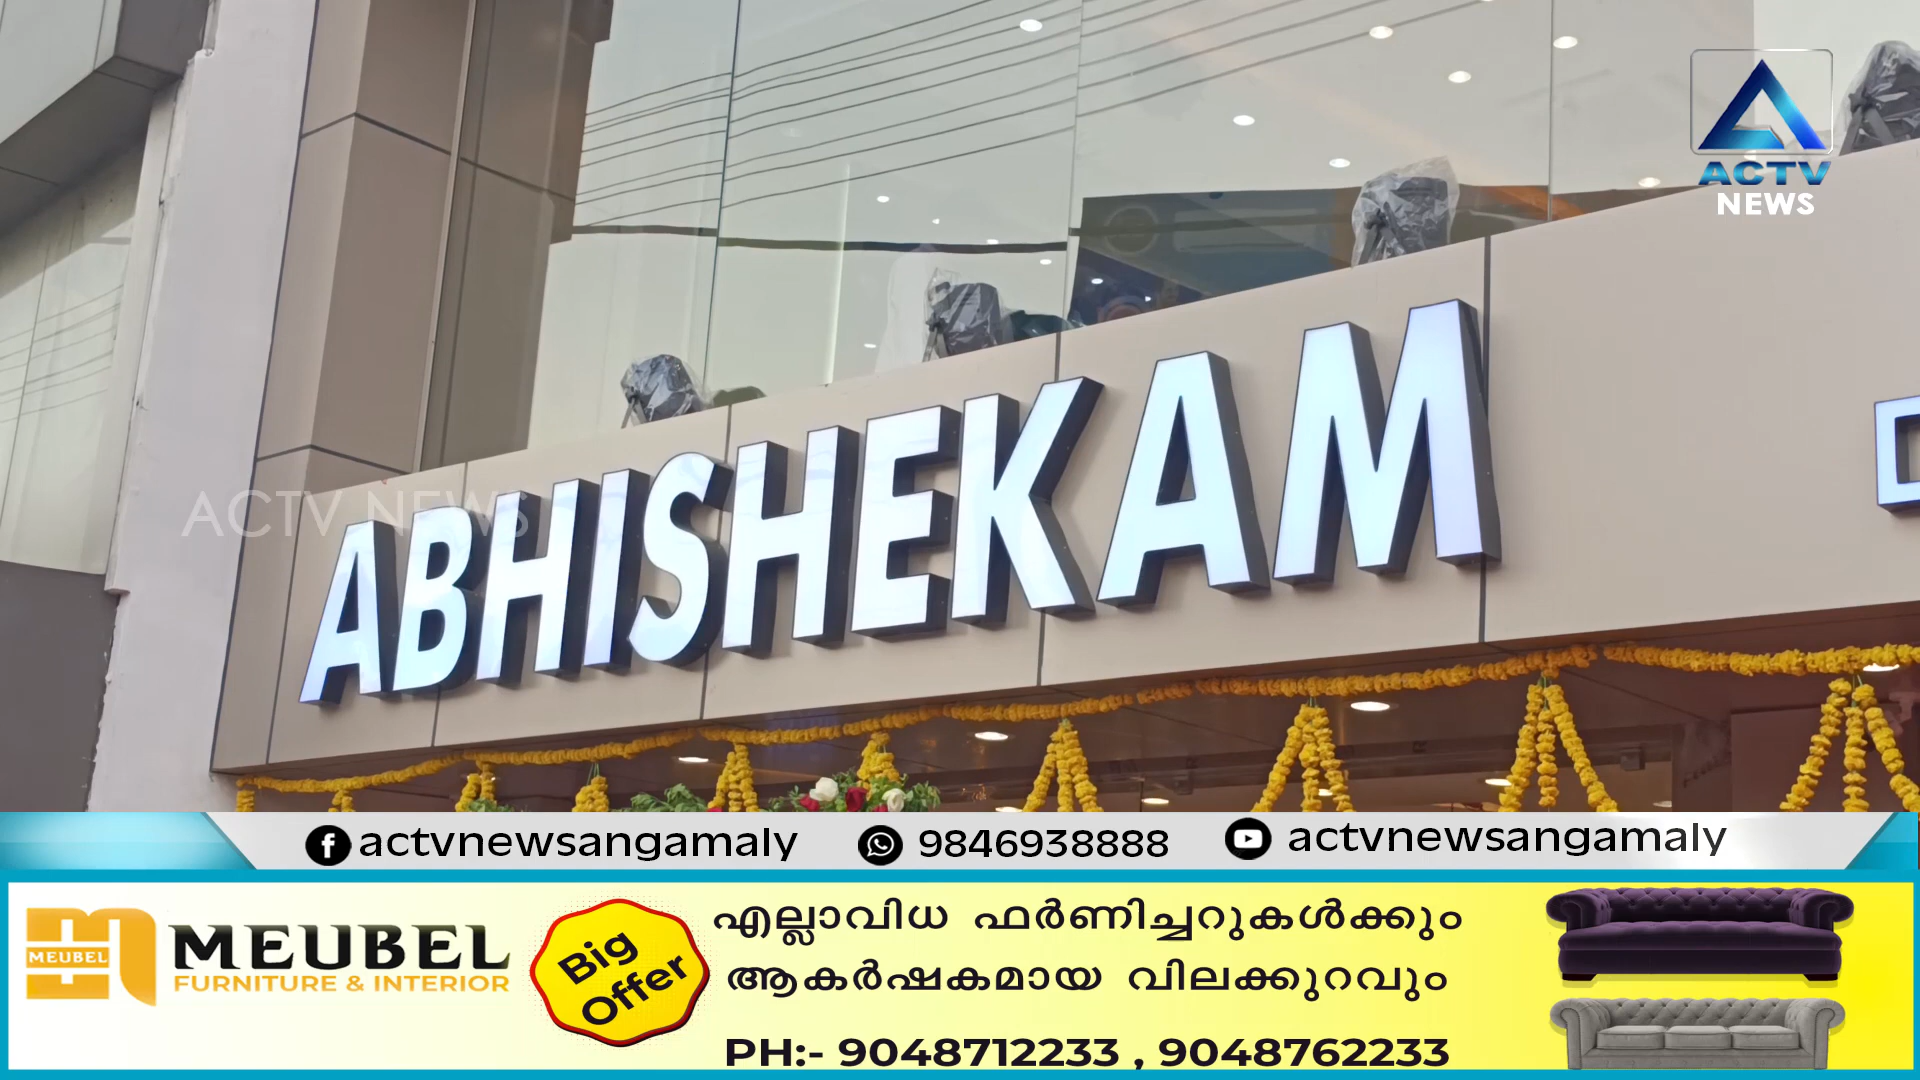 ACTV
NEWS
ACTV NEWS
ABHISHEKAM
actvnewsangamaly
9846938888
actvnewsangamaly
MEUBEL
MEUBEL
FURNITURE & INTERIOR
Big
Offer
എല്ലാവിധ ഫർണിച്ചറുകൾക്കും
ആകർഷകമായ വിലക്കുറവും
PH:- 9048712233 , 9048762233